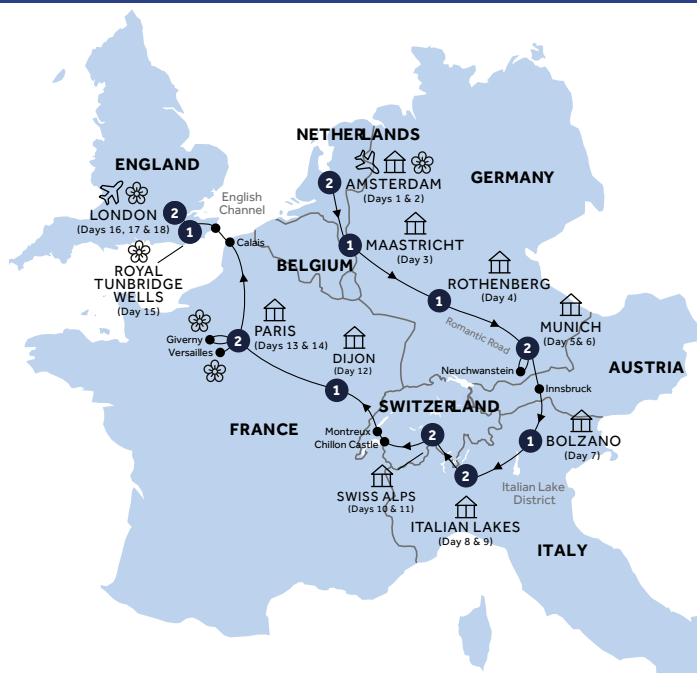 NETHERLANDS
2
AMSTERDAM
(Days 1 & 2)
ENGLAND
GERMANY
2
LONDON
(Days 16, 17 & 18)
1
English
Channel
Calais
ROYAL
TUNBRIDGE
WELLS
(Day 15)
1
MAASTRICHT
(Day 3)
BELGIUM
ROTHENBERG
(Day 4)
1
Romantic Road
MUNICH
(Day 5& 6)
2
Neuchwanstein
AUSTRIA
Innsbruck
PARIS
(Days 13 & 14)
2
Giverny
Versailles
DIJON
(Day 12)
1
FRANCE
SWITZERLAND
Montreux
Chillon Castle
2
SWISS ALPS
(Days 10 & 11)
1
BOLZANO
(Day 7)
2
Italian Lake
District
ITALIAN LAKES
(Day 8 & 9)
ITALY